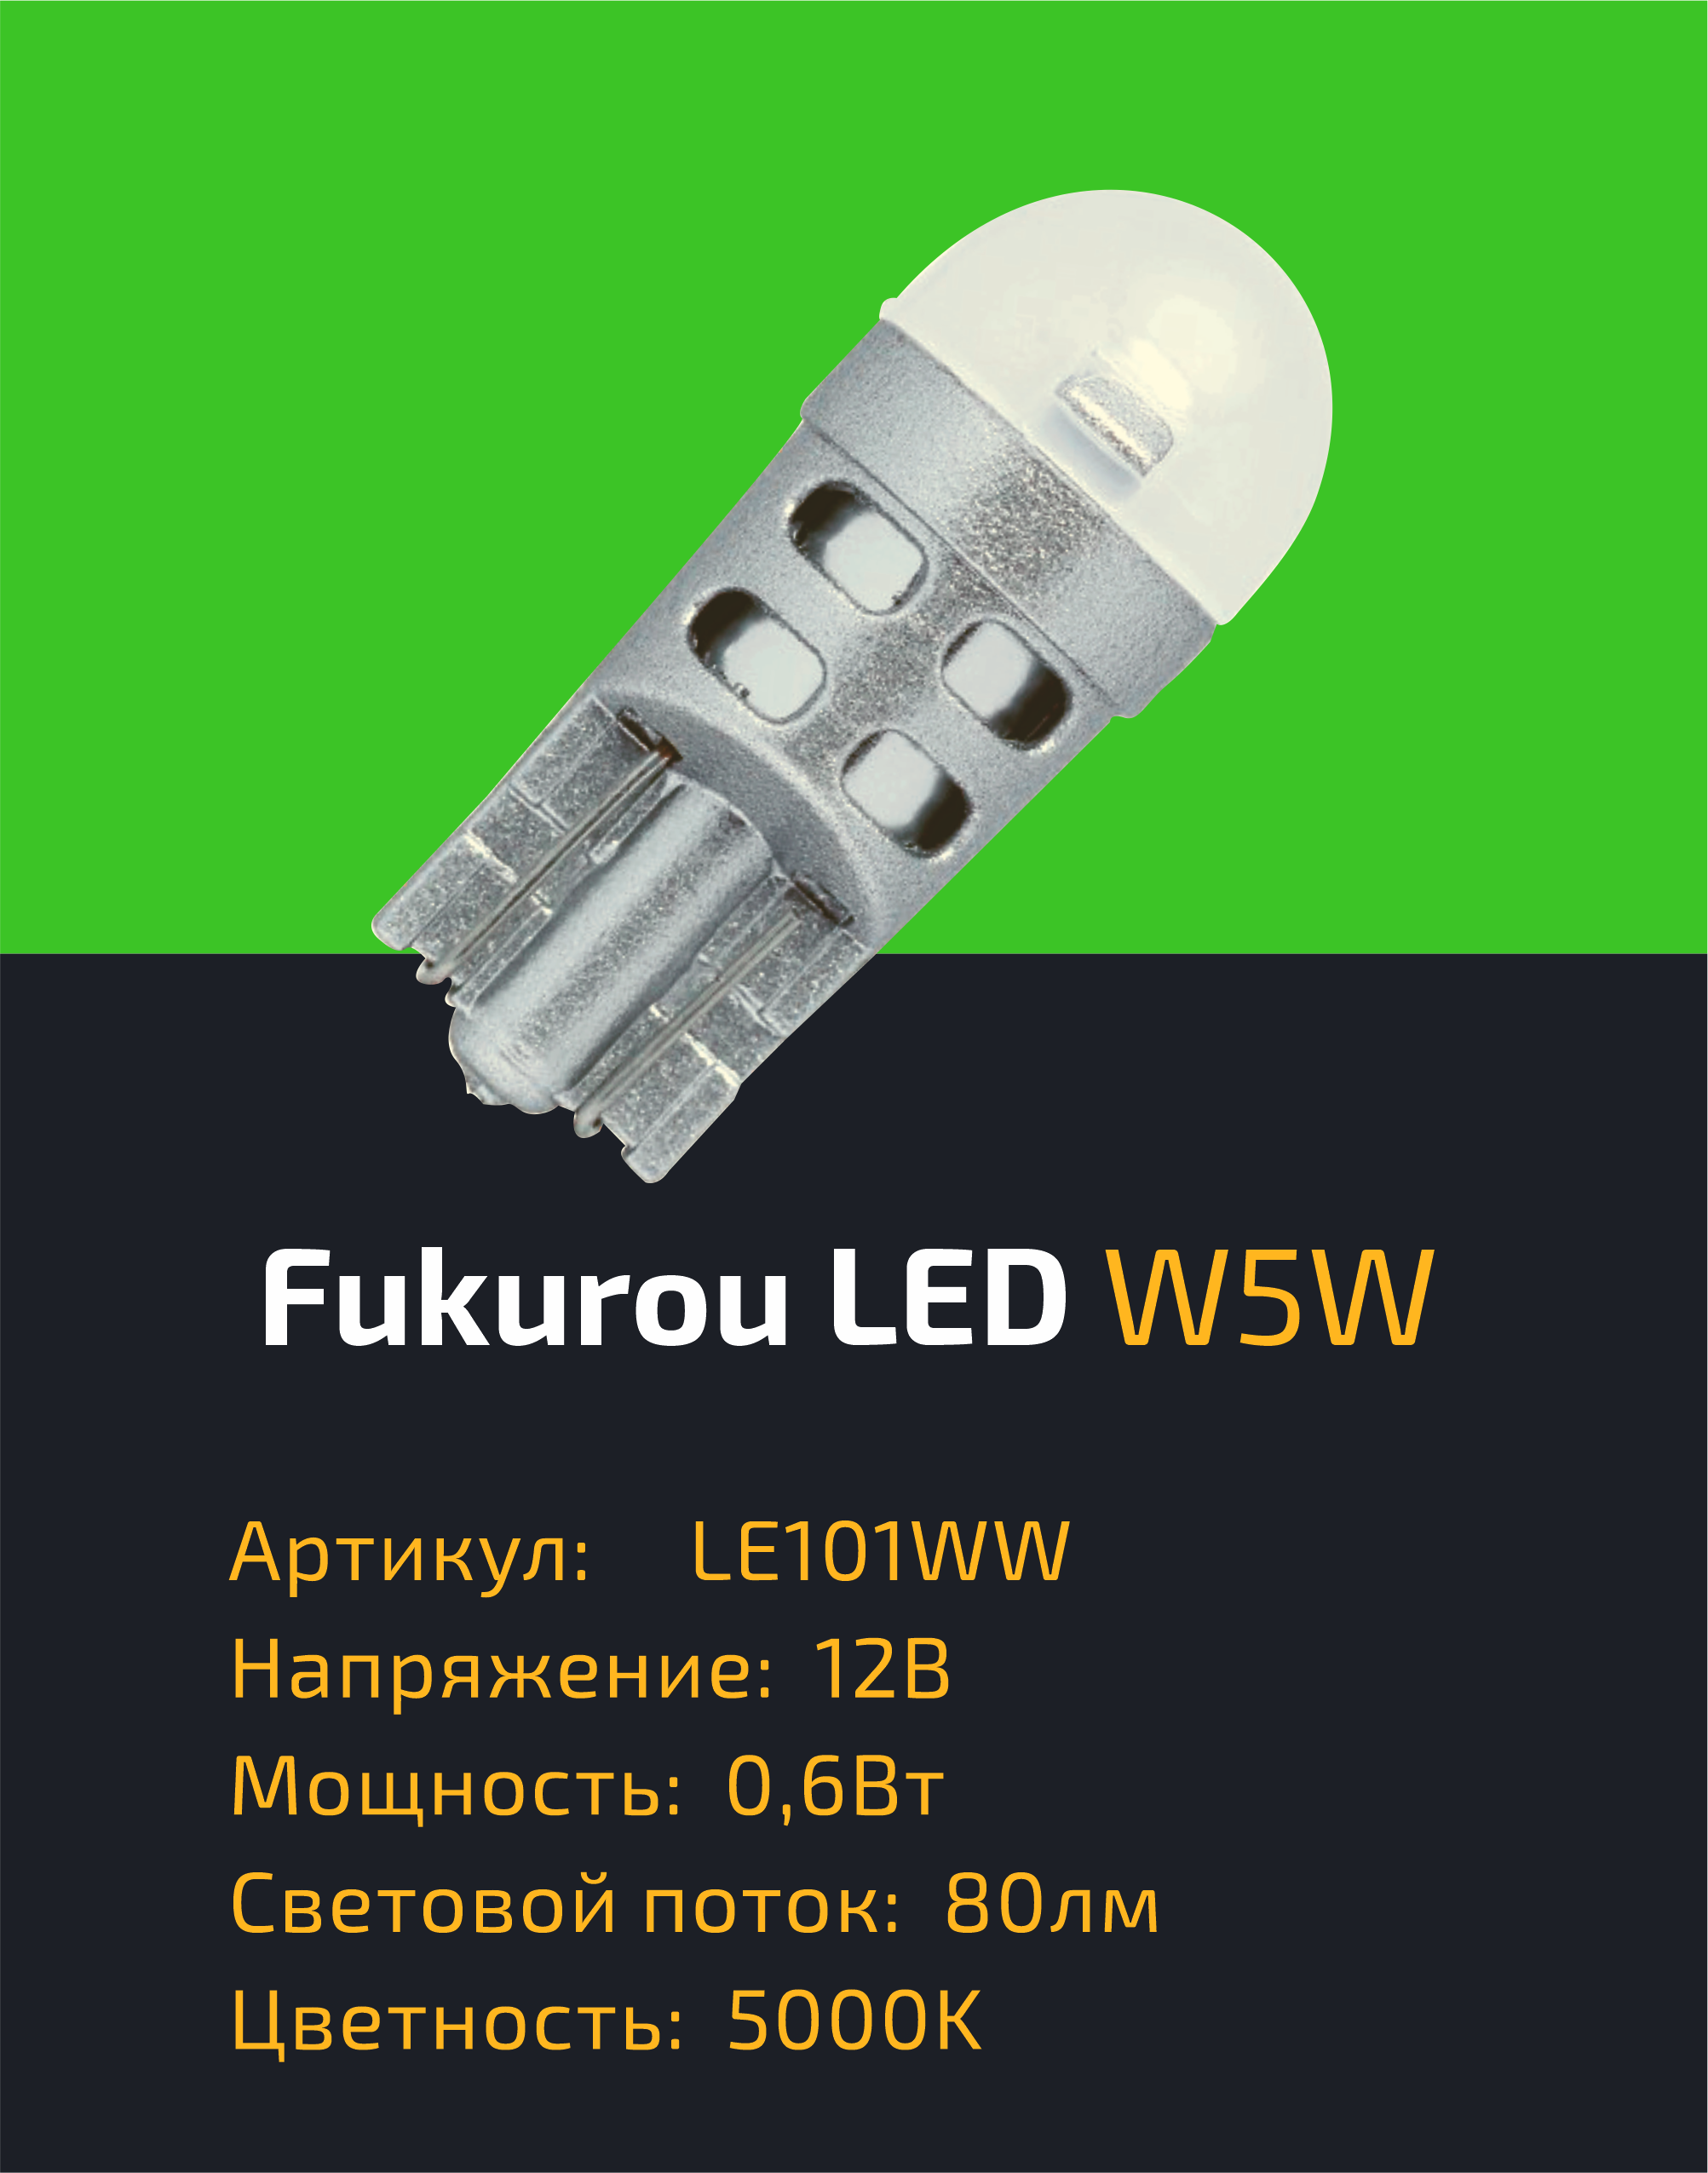 Fukurou LED W5W
Артикул: LE101WW
Напряжение: 12В
Мощность: 0,6Вт
Световой поток: 80лм
Цветность: 5000К